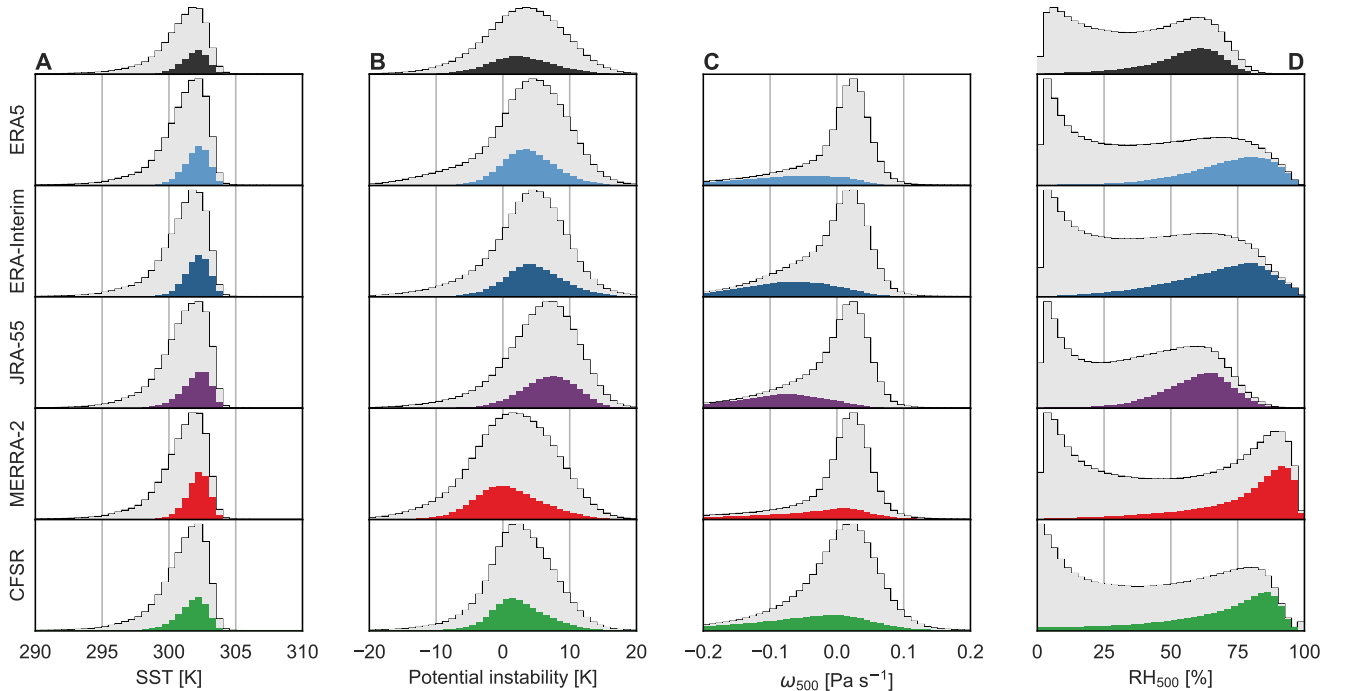 A
B
C
D
ERA5
ERA-Interim
JRA-55
MERRA-2
CFSR
290 295 300 305 310
−20 −10 0 10 20
−0.2 −0.1 0.0 0.1 0.2
0 25 50 75 100
SST [K]
Potential instability [K]
ω₅₀₀ [Pa s⁻¹]
RH₅₀₀ [%]